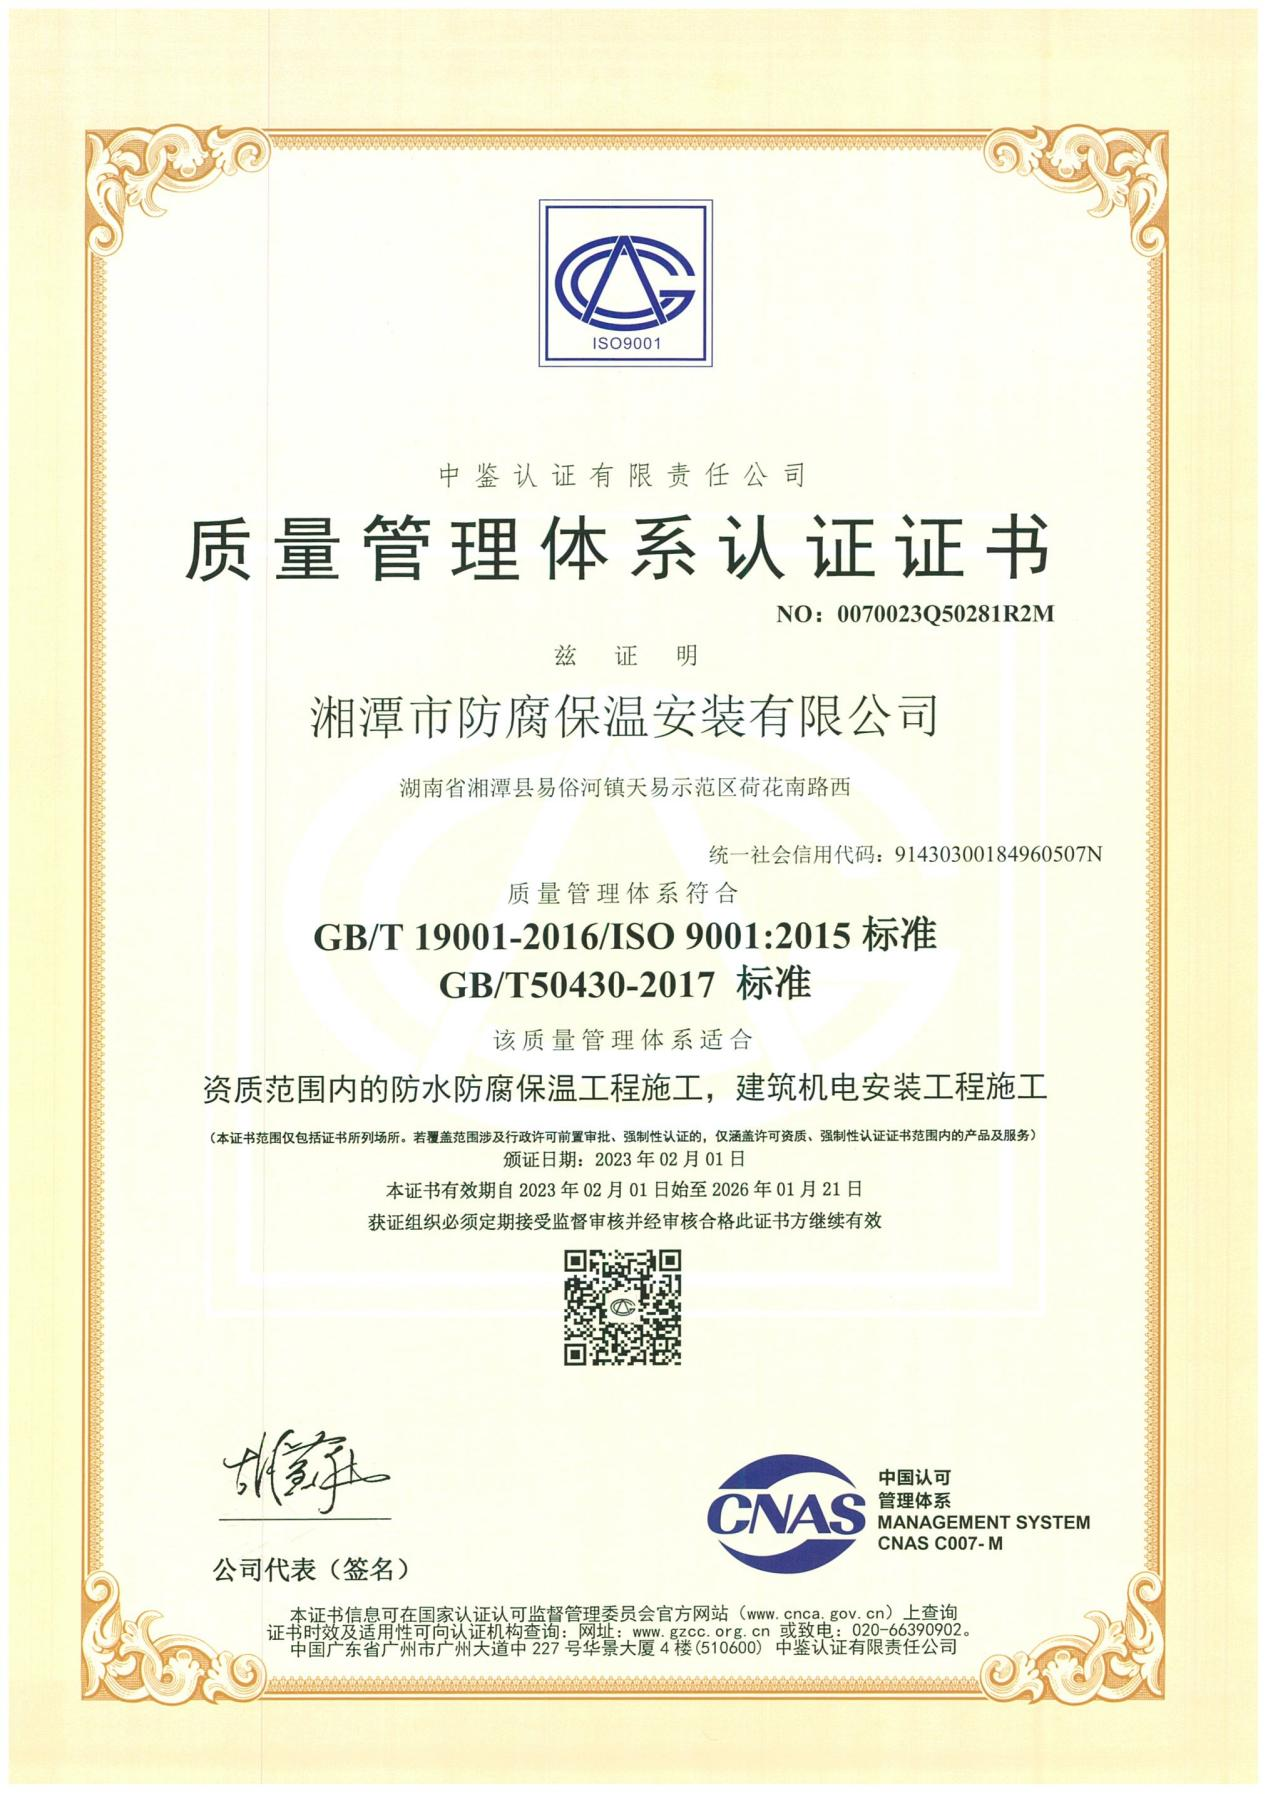 ISO9001
中鉴认证有限责任公司
质量管理体系认证证书
NO：0070023Q50281R2M
兹 证 明
湘潭市防腐保温安装有限公司
湖南省湘潭县易俗河镇天易示范区荷花南路西
统一社会信用代码：91430300184960507N
质量管理体系符合
GB/T 19001-2016/ISO 9001:2015 标准
GB/T50430-2017 标准
该质量管理体系适合
资质范围内的防水防腐保温工程施工，建筑机电安装工程施工
（本证书范围仅包括证书所列场所。若覆盖范围涉及行政许可前置审批、强制性认证的，仅涵盖许可资质、强制性认证证书范围内的产品及服务）
颁证日期：2023 年 02 月 01 日
本证书有效期自 2023 年 02 月 01 日始至 2026 年 01 月 21 日
获证组织必须定期接受监督审核并经审核合格此证书方继续有效
公司代表（签名）
CNAS
中国认可
管理体系
MANAGEMENT SYSTEM
CNAS C007-M
本证书信息可在国家认证认可监督管理委员会官方网站（www.cnca.gov.cn）上查询
证书时效及适用性可向认证机构查询：网址：www.gzcc.org.cn 或致电：020-66390902。
中国广东省广州市广州大道中 227 号华景大厦 4 楼(510600) 中鉴认证有限责任公司